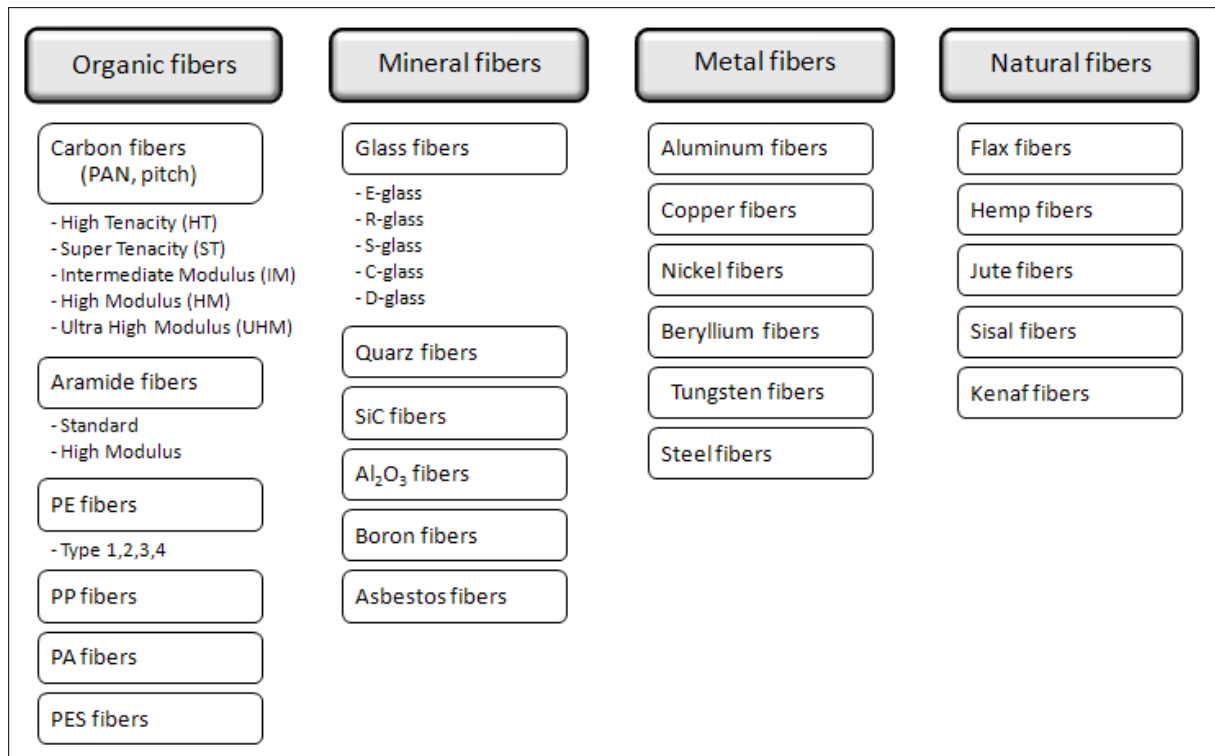 Organic fibers
Carbon fibers
(PAN, pitch)
- High Tenacity (HT)
- Super Tenacity (ST)
- Intermediate Modulus (IM)
- High Modulus (HM)
- Ultra High Modulus (UHM)
Aramide fibers
- Standard
- High Modulus
PE fibers
- Type 1,2,3,4
PP fibers
PA fibers
PES fibers
Mineral fibers
Glass fibers
- E-glass
- R-glass
- S-glass
- C-glass
- D-glass
Quarz fibers
SiC fibers
Al₂O₃ fibers
Boron fibers
Asbestos fibers
Metal fibers
Aluminum fibers
Copper fibers
Nickel fibers
Beryllium fibers
Tungsten fibers
Steel fibers
Natural fibers
Flax fibers
Hemp fibers
Jute fibers
Sisal fibers
Kenaf fibers